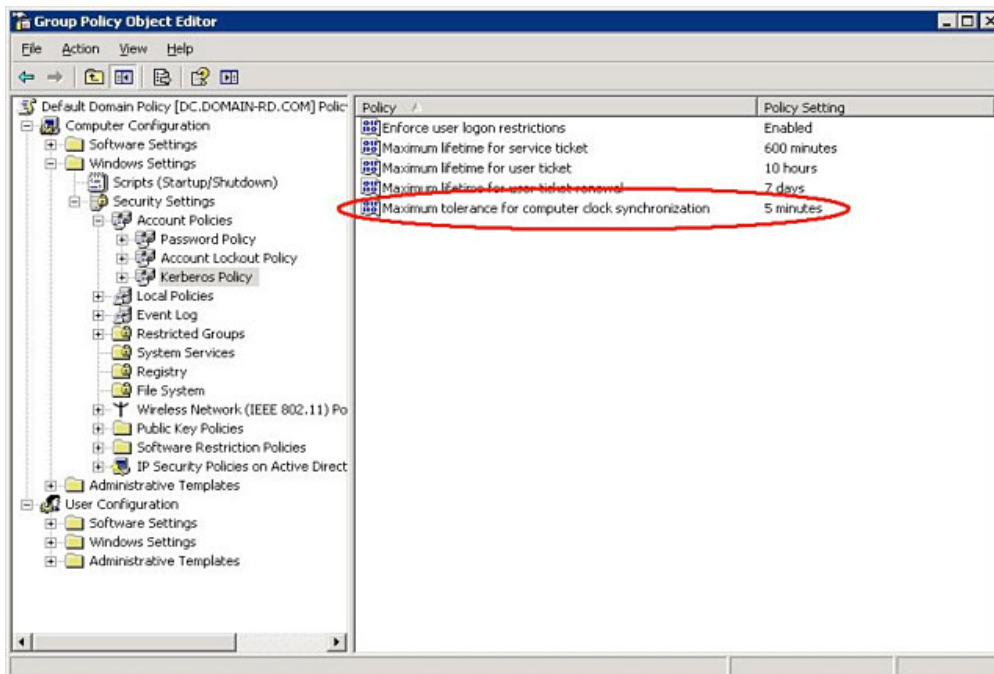 Group Policy Object Editor
File Action View Help
Default Domain Policy [DC.DOMAIN-RD.COM] Polic
Computer Configuration
Software Settings
Windows Settings
Scripts (Startup/Shutdown)
Security Settings
Account Policies
Password Policy
Account Lockout Policy
Kerberos Policy
Local Policies
Event Log
Restricted Groups
System Services
Registry
File System
Wireless Network (IEEE 802.11) Po
Public Key Policies
Software Restriction Policies
IP Security Policies on Active Direct
Administrative Templates
User Configuration
Software Settings
Windows Settings
Administrative Templates
Policy Policy Setting
Enforce user logon restrictions Enabled
Maximum lifetime for service ticket 600 minutes
Maximum lifetime for user ticket 10 hours
Maximum lifetime for user ticket renewal 7 days
Maximum tolerance for computer clock synchronization 5 minutes